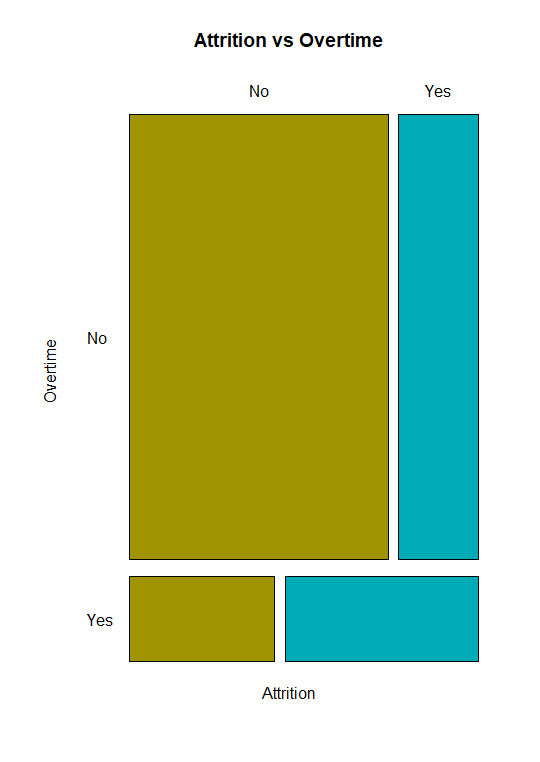 Attrition vs Overtime
No Yes
No
Overtime
Yes
Attrition